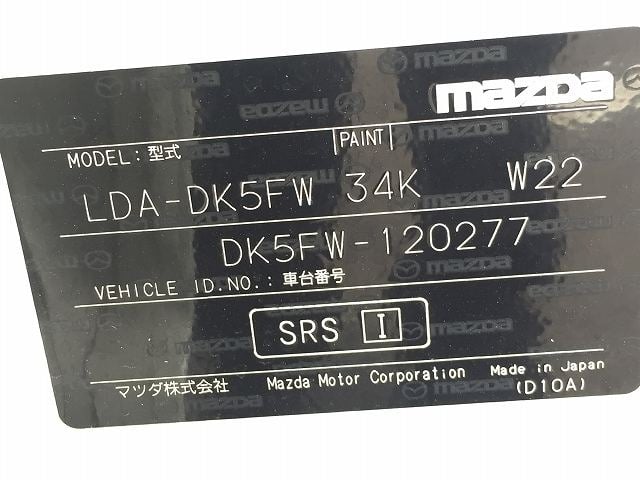 mazda
MODEL: 型式 PAINT
LDA-DK5FW 34K W22
DK5FW-120277
VEHICLE ID.NO.: 車台番号
SRS I
マツダ株式会社 Mazda Motor Corporation Made in Japan
(D10A)